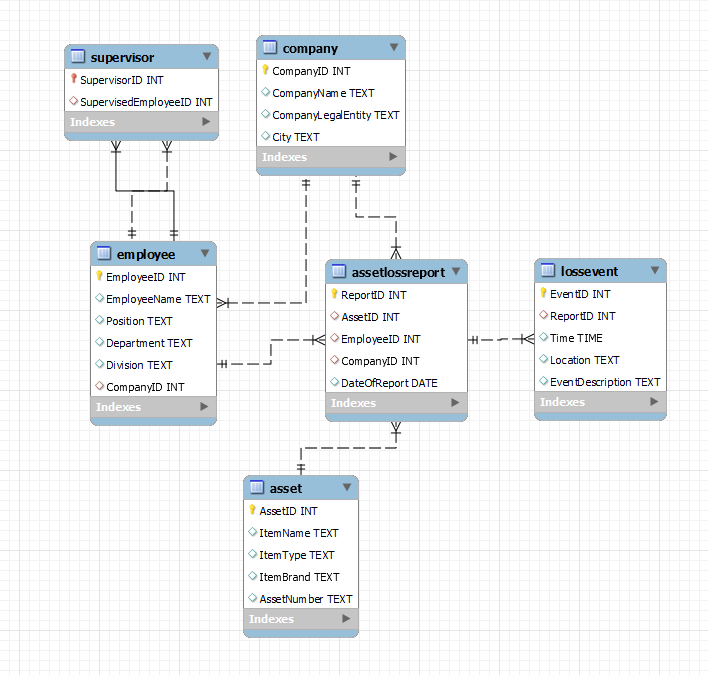 supervisor
SupervisorID INT
SupervisedEmployeeID INT
Indexes
company
CompanyID INT
CompanyName TEXT
CompanyLegalEntity TEXT
City TEXT
Indexes
employee
EmployeeID INT
EmployeeName TEXT
Position TEXT
Department TEXT
Division TEXT
CompanyID INT
Indexes
assetlossreport
ReportID INT
AssetID INT
EmployeeID INT
CompanyID INT
DateOfReport DATE
Indexes
lossevent
EventID INT
ReportID INT
Time TIME
Location TEXT
EventDescription TEXT
Indexes
asset
AssetID INT
ItemName TEXT
ItemType TEXT
ItemBrand TEXT
AssetNumber TEXT
Indexes